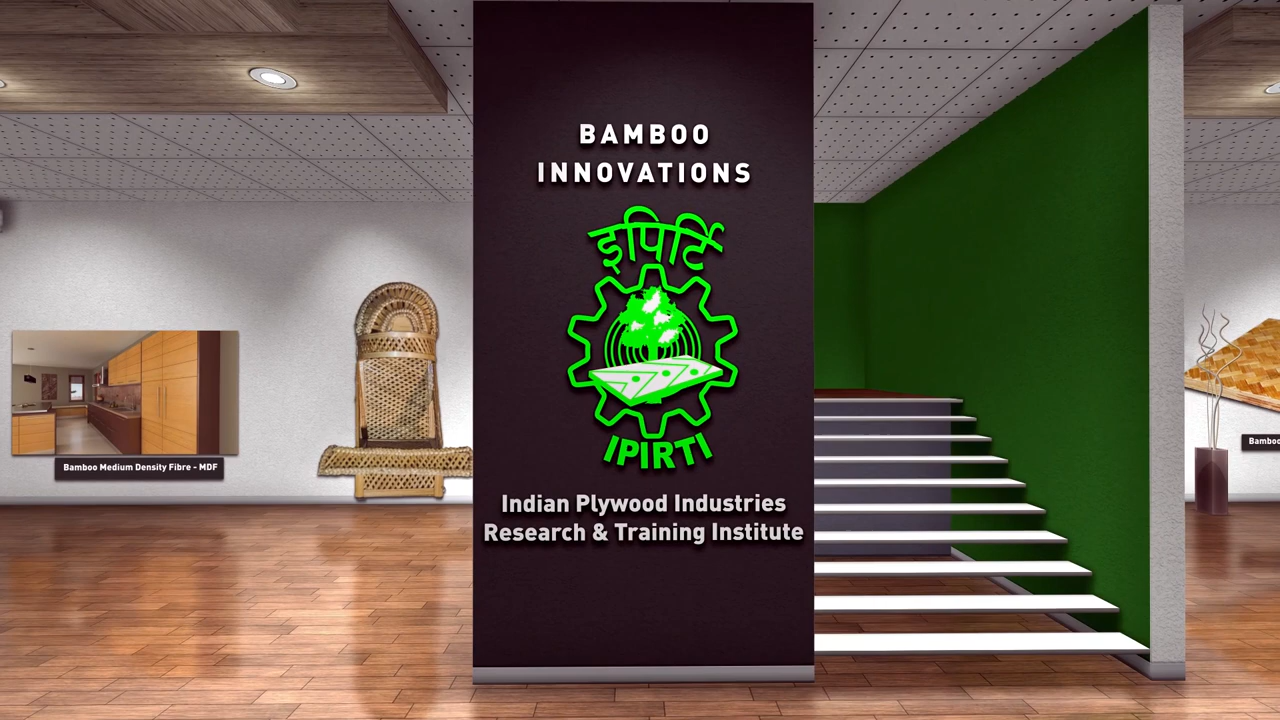 BAMBOO
INNOVATIONS
इपिर्टि
IPIRTI
Indian Plywood Industries
Research & Training Institute
Bamboo Medium Density Fibre - MDF